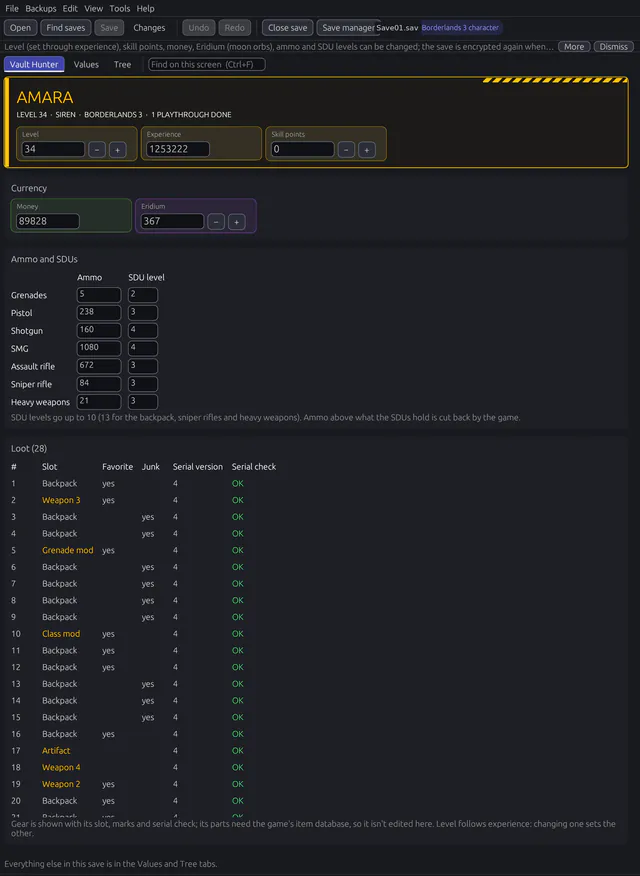 File Backups Edit View Tools Help
Open Find saves Save Changes Undo Redo Close save Save manager Save01.sav Borderlands 3 character
Level (set through experience), skill points, money, Eridium (moon orbs), ammo and SDU levels can be changed; the save is encrypted again when... More Dismiss
Vault Hunter Values Tree Find on this screen (Ctrl+F)
AMARA
LEVEL 34 · SIREN · BORDERLANDS 3 · 1 PLAYTHROUGH DONE
Level Experience Skill points
34 − + 1253222 0 − +
Currency
Money Eridium
89828 367 − +
Ammo and SDUs
Ammo SDU level
Grenades 5 2
Pistol 238 3
Shotgun 160 4
SMG 1080 4
Assault rifle 672 3
Sniper rifle 84 3
Heavy weapons 21 3
SDU levels go up to 10 (13 for the backpack, sniper rifles and heavy weapons). Ammo above what the SDUs hold is cut back by the game.
Loot (28)
# Slot Favorite Junk Serial version Serial check
1 Backpack yes 4 OK
2 Weapon 3 yes 4 OK
3 Backpack yes 4 OK
4 Backpack yes 4 OK
5 Grenade mod yes 4 OK
6 Backpack yes 4 OK
7 Backpack yes 4 OK
8 Backpack yes 4 OK
9 Backpack yes 4 OK
10 Class mod yes 4 OK
11 Backpack yes 4 OK
12 Backpack yes 4 OK
13 Backpack yes 4 OK
14 Backpack yes 4 OK
15 Backpack yes 4 OK
16 Backpack yes 4 OK
17 Artifact 4 OK
18 Weapon 4 4 OK
19 Weapon 2 yes 4 OK
20 Backpack yes 4 OK
21 Backpack yes 4 OK
Gear is shown with its slot, marks and serial check; its parts need the game's item database, so it isn't edited here. Level follows experience: changing one sets the
other.
Everything else in this save is in the Values and Tree tabs.